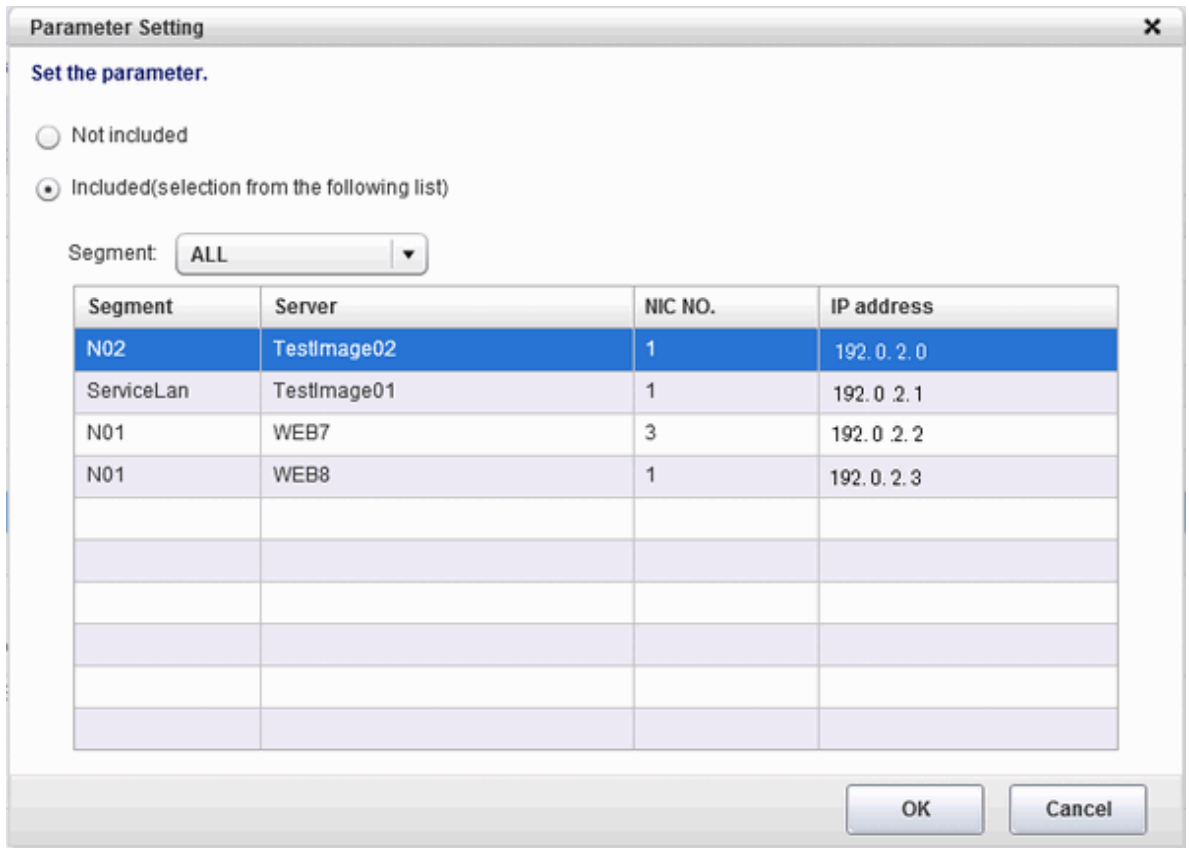 Parameter Setting
Set the parameter.
Not included
Included(selection from the following list)
Segment: ALL
Segment Server NIC NO. IP address
N02 TestImage02 1 192.0.2.0
ServiceLan TestImage01 1 192.0.2.1
N01 WEB7 3 192.0.2.2
N01 WEB8 1 192.0.2.3
OK Cancel